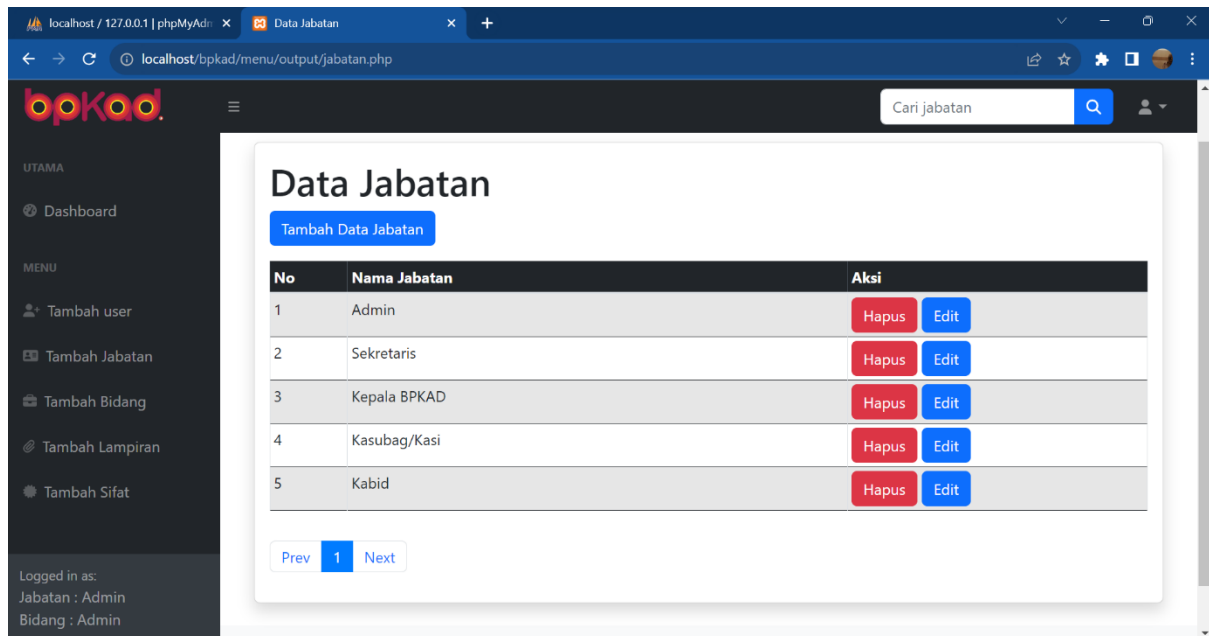 localhost / 127.0.0.1 | phpMyAdm
Data Jabatan
localhost/bpkad/menu/output/jabatan.php
bpkad.
Cari jabatan
UTAMA
Dashboard
MENU
Tambah user
Tambah Jabatan
Tambah Bidang
Tambah Lampiran
Tambah Sifat
Logged in as:
Jabatan : Admin
Bidang : Admin
Data Jabatan
Tambah Data Jabatan
No Nama Jabatan Aksi
1 Admin Hapus Edit
2 Sekretaris Hapus Edit
3 Kepala BPKAD Hapus Edit
4 Kasubag/Kasi Hapus Edit
5 Kabid Hapus Edit
Prev 1 Next